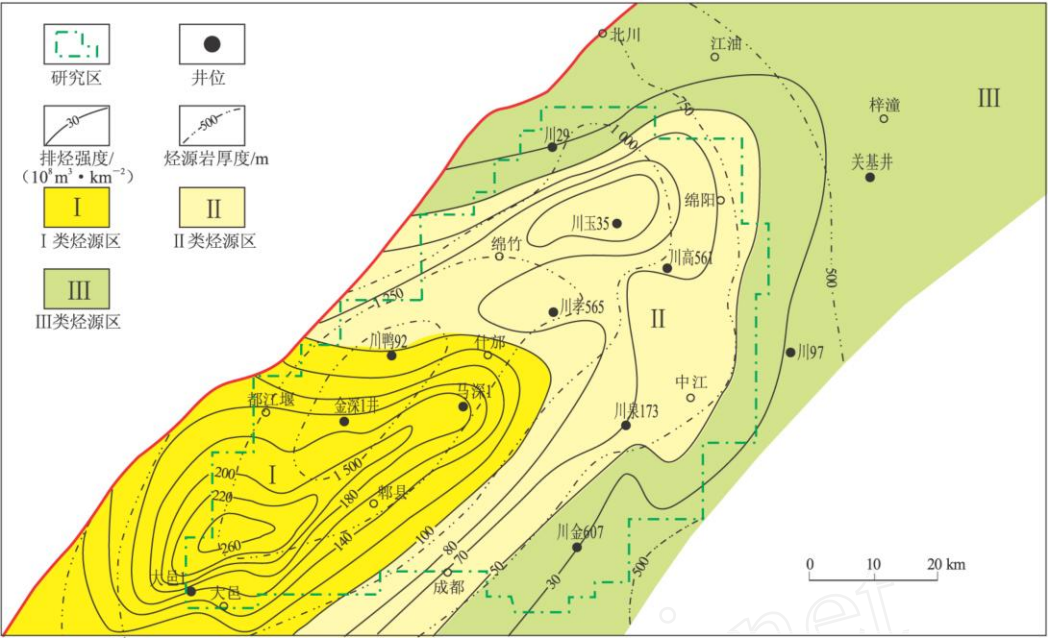 研究区
井位
30
排烃强度/
（10⁸m³·km⁻²）
500
烃源岩厚度/m
Ⅰ
Ⅰ类烃源区
Ⅱ
Ⅱ类烃源区
Ⅲ
Ⅲ类烃源区
北川
江油
梓潼
Ⅲ
关基井
750
川29
1 000
绵阳
川玉35
绵竹
川高561
500
1 250
川孝565
Ⅱ
川鸭92
什邡
川97
中江
都江堰
金深1井
马深1
川泉173
200
Ⅰ
1 500
220
180
郫县
260
140
100
川金607
80
70
50
30
500
大邑1
大邑
成都
0
10
20 km